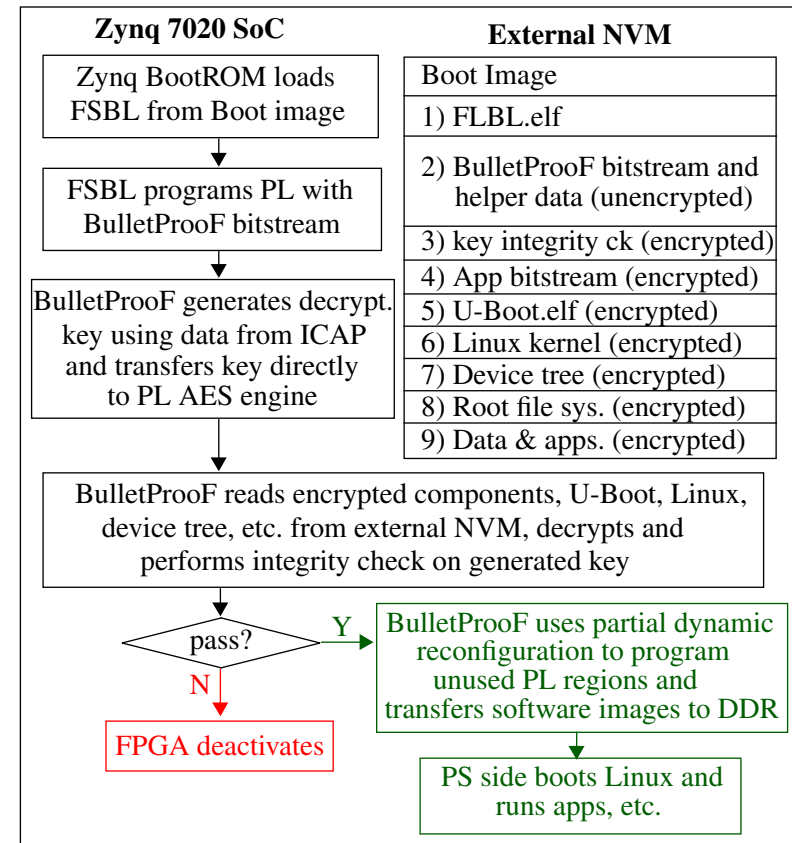 Zynq 7020 SoC
Zynq BootROM loads
FSBL from Boot image
FSBL programs PL with
BulletProoF bitstream
BulletProoF generates decrypt.
key using data from ICAP
and transfers key directly
to PL AES engine
External NVM
Boot Image
1) FLBL.elf
2) BulletProoF bitstream and
helper data (unencrypted)
3) key integrity ck (encrypted)
4) App bitstream (encrypted)
5) U-Boot.elf (encrypted)
6) Linux kernel (encrypted)
7) Device tree (encrypted)
8) Root file sys. (encrypted)
9) Data & apps. (encrypted)
BulletProoF reads encrypted components, U-Boot, Linux,
device tree, etc. from external NVM, decrypts and
performs integrity check on generated key
pass?
Y
N
FPGA deactivates
BulletProoF uses partial dynamic
reconfiguration to program
unused PL regions and
transfers software images to DDR
PS side boots Linux and
runs apps, etc.